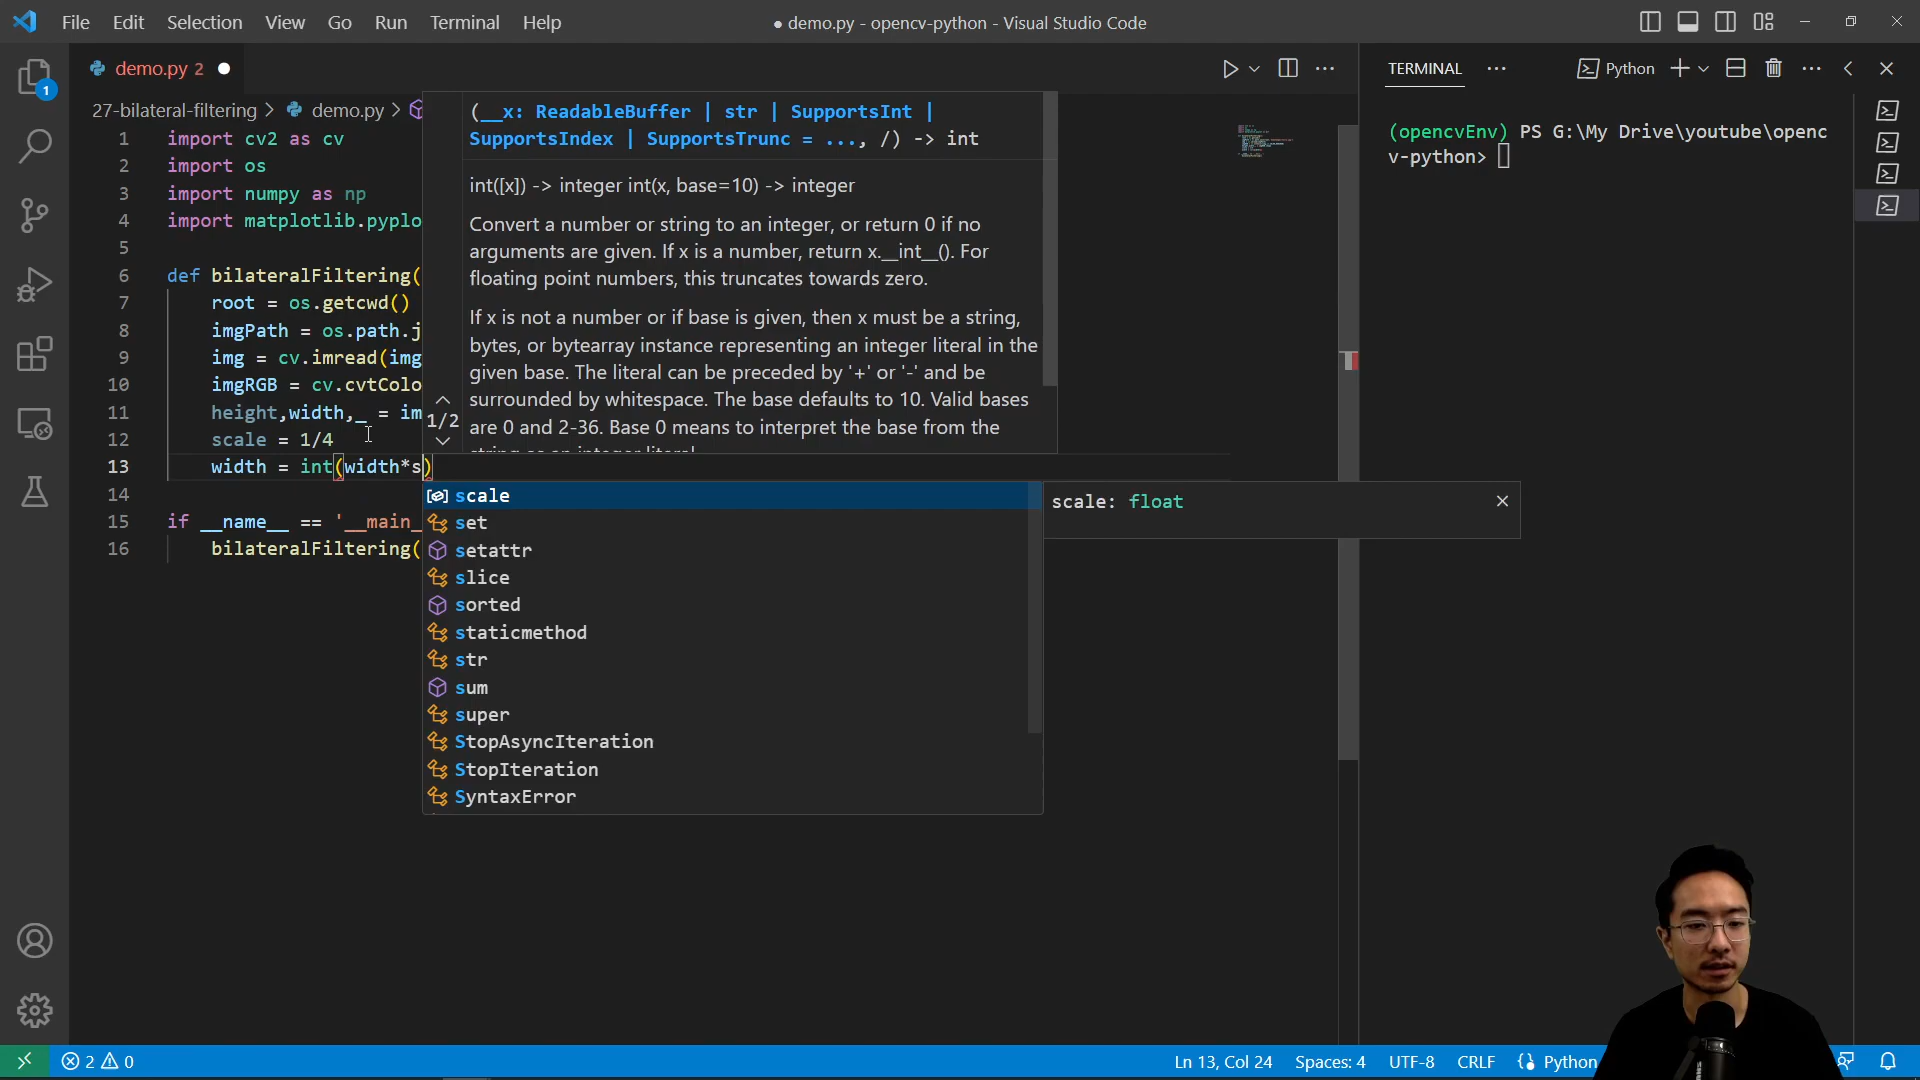 File Edit Selection View Go Run Terminal Help
● demo.py - opencv-python - Visual Studio Code
demo.py 2
27-bilateral-filtering > demo.py >
1 import cv2 as cv
2 import os
3 import numpy as np
4 import matplotlib.pyplo
5
6 def bilateralFiltering(
7 root = os.getcwd()
8 imgPath = os.path.j
9 img = cv.imread(img
10 imgRGB = cv.cvtColo
11 height,width,_ = im
12 scale = 1/4
13 width = int(width*s)
14
15 if __name__ == '__main_
16 bilateralFiltering(
(__x: ReadableBuffer | str | SupportsInt |
SupportsIndex | SupportsTrunc = ..., /) -> int
int([x]) -> integer int(x, base=10) -> integer
Convert a number or string to an integer, or return 0 if no
arguments are given. If x is a number, return x.__int__(). For
floating point numbers, this truncates towards zero.
If x is not a number or if base is given, then x must be a string,
bytes, or bytearray instance representing an integer literal in the
given base. The literal can be preceded by '+' or '-' and be
surrounded by whitespace. The base defaults to 10. Valid bases
are 0 and 2-36. Base 0 means to interpret the base from the
1/2
scale
set
setattr
slice
sorted
staticmethod
str
sum
super
StopAsyncIteration
StopIteration
SyntaxError
scale: float
TERMINAL
Python
(opencvEnv) PS G:\My Drive\youtube\openc
v-python>
1
2 0
Ln 13, Col 24 Spaces: 4 UTF-8 CRLF Python